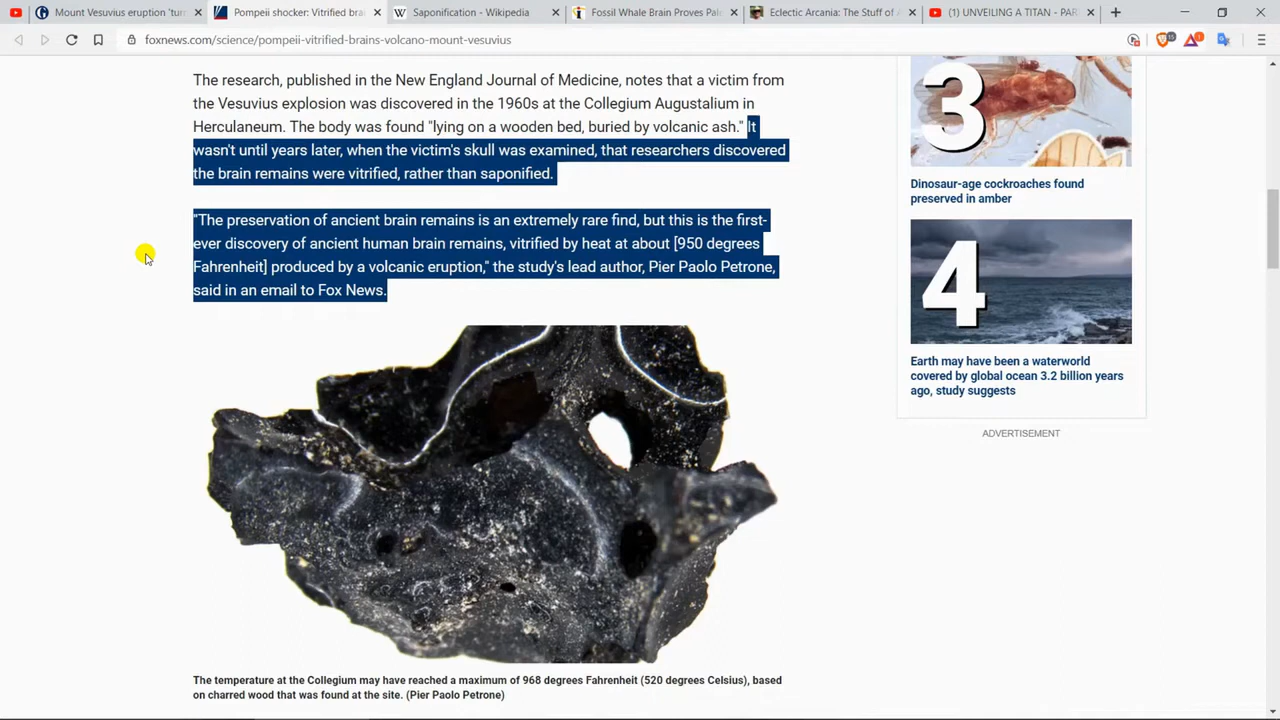 Mount Vesuvius eruption 'turn
Pompeii shocker: Vitrified brai
Saponification - Wikipedia
Fossil Whale Brain Proves Pale
Eclectic Arcania: The Stuff of A
(1) UNVEILING A TITAN - PAR
foxnews.com/science/pompeii-vitrified-brains-volcano-mount-vesuvius
The research, published in the New England Journal of Medicine, notes that a victim from
the Vesuvius explosion was discovered in the 1960s at the Collegium Augustalium in
Herculaneum. The body was found "lying on a wooden bed, buried by volcanic ash." It
wasn't until years later, when the victim's skull was examined, that researchers discovered
the brain remains were vitrified, rather than saponified.
"The preservation of ancient brain remains is an extremely rare find, but this is the first-
ever discovery of ancient human brain remains, vitrified by heat at about [950 degrees
Fahrenheit] produced by a volcanic eruption," the study's lead author, Pier Paolo Petrone,
said in an email to Fox News.
The temperature at the Collegium may have reached a maximum of 968 degrees Fahrenheit (520 degrees Celsius), based
on charred wood that was found at the site. (Pier Paolo Petrone)
3
Dinosaur-age cockroaches found
preserved in amber
4
Earth may have been a waterworld
covered by global ocean 3.2 billion years
ago, study suggests
ADVERTISEMENT